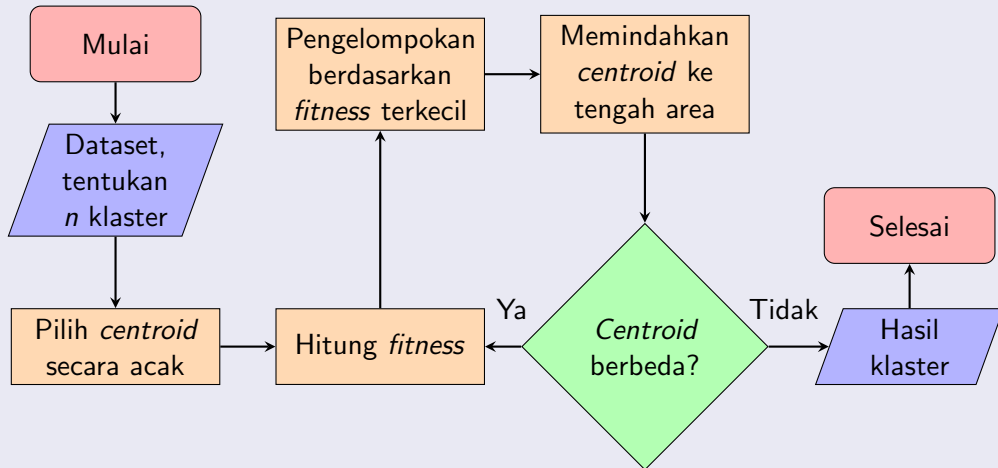 Mulai
Dataset,
tentukan
n klaster
Pilih centroid
secara acak
Hitung fitness
Pengelompokan
berdasarkan
fitness terkecil
Memindahkan
centroid ke
tengah area
Centroid
berbeda?
Ya
Tidak
Hasil
klaster
Selesai